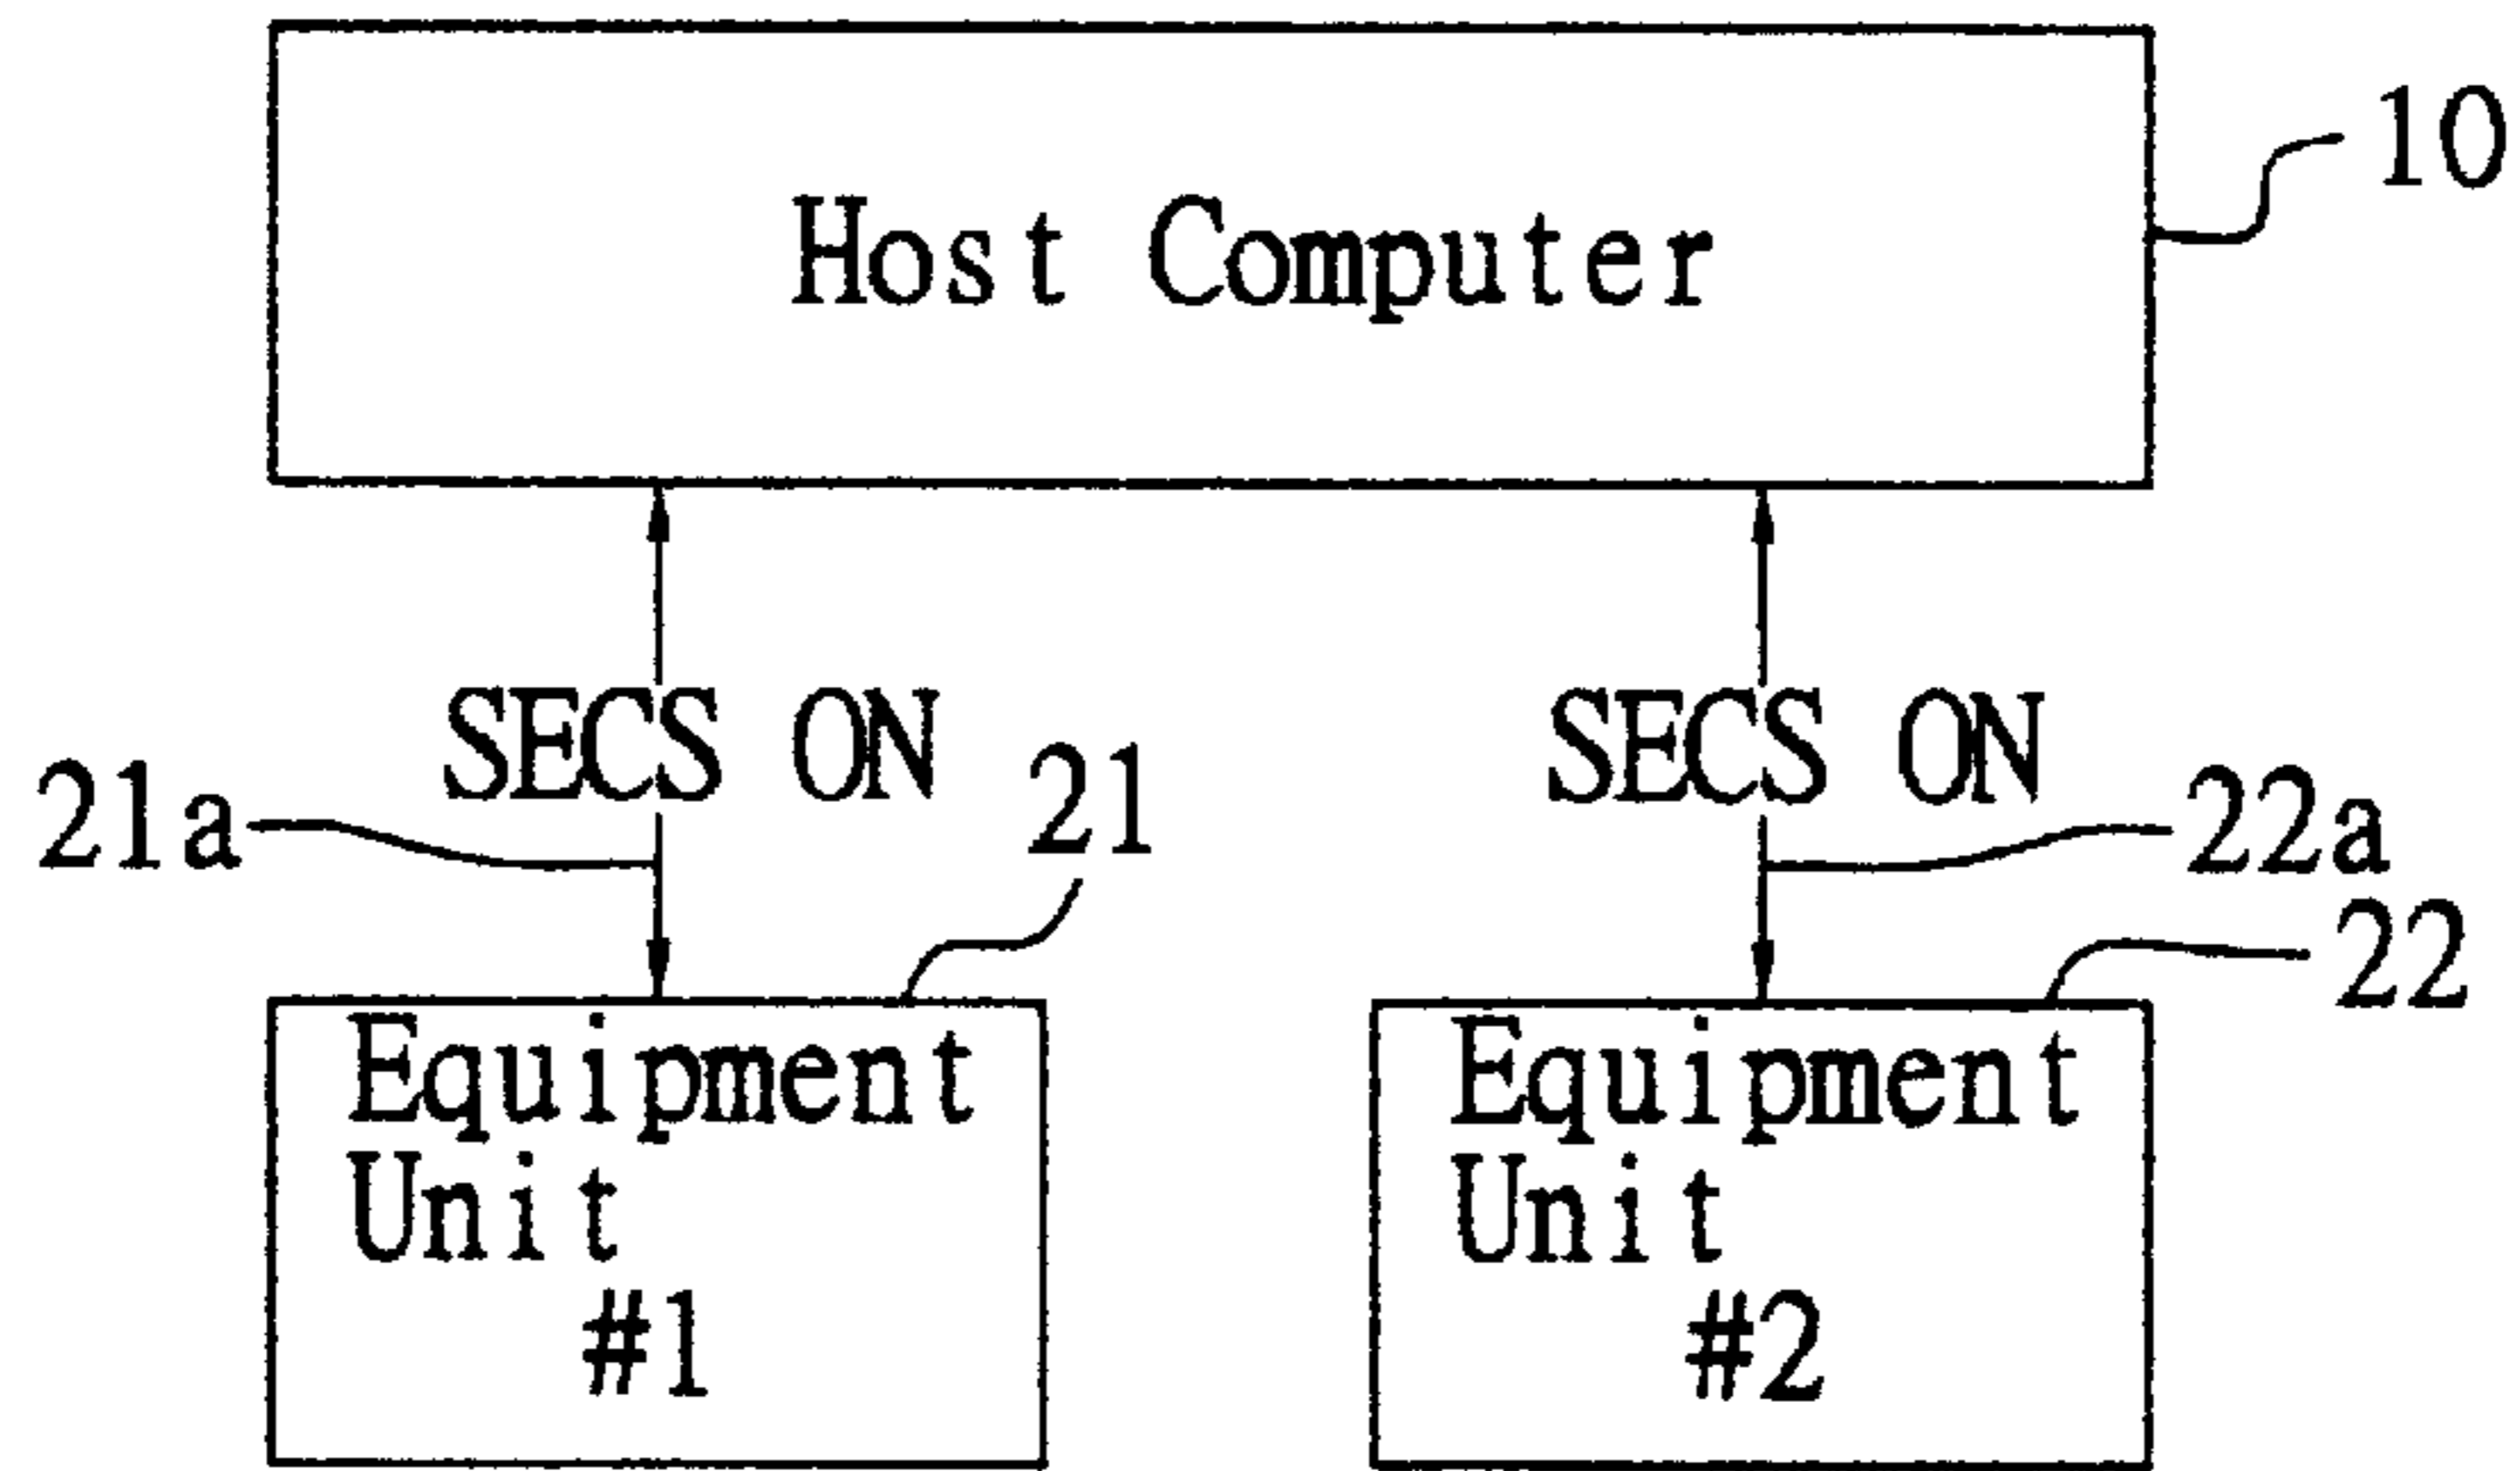 10
Host Computer
SECS ON
SECS ON
21a
21
22a
22
Equipment
Unit
#1
Equipment
Unit
#2